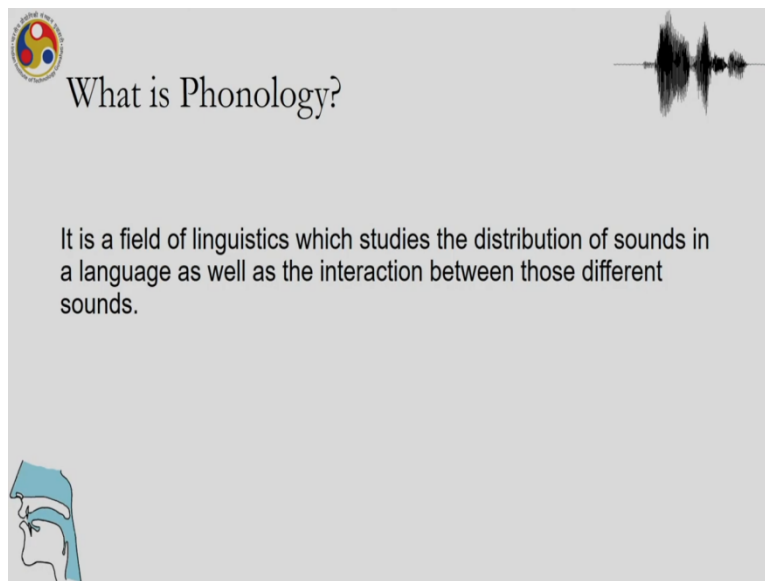 What is Phonology?
It is a field of linguistics which studies the distribution of sounds in
a language as well as the interaction between those different
sounds.